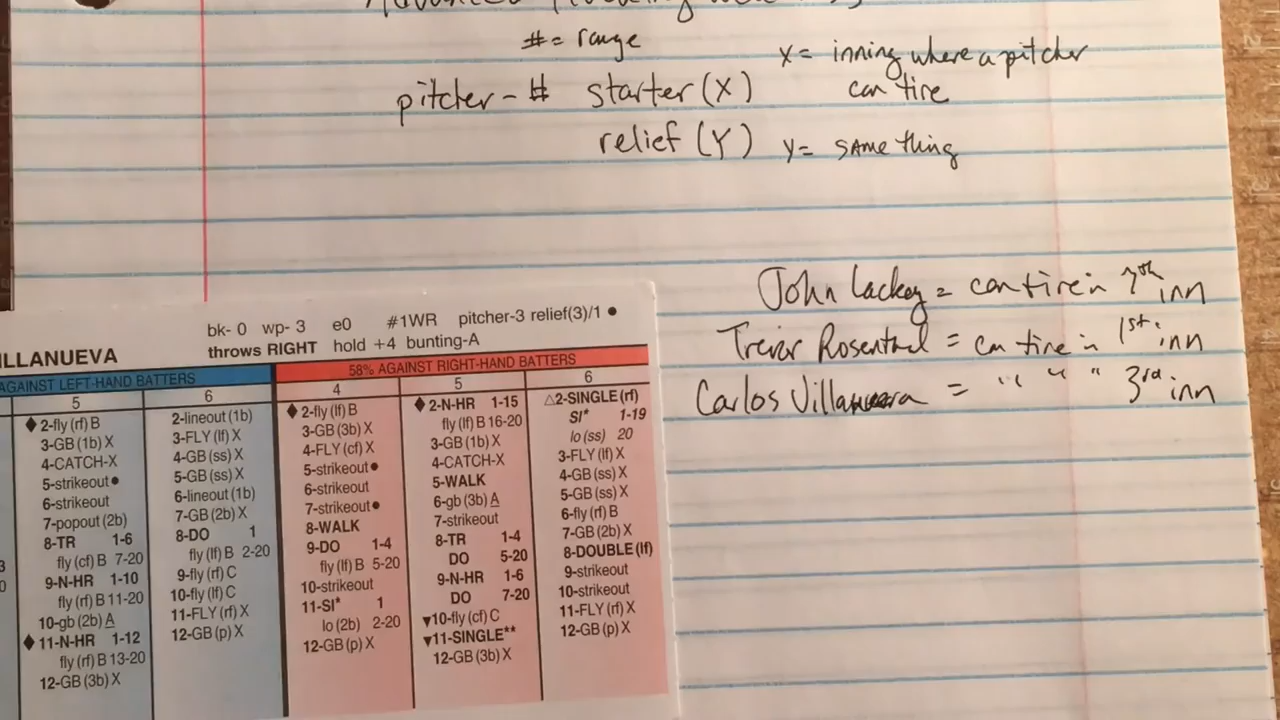 Advanced
#= range
x= inning where a pitcher
can tire
pitcher - # starter (X)
relief (Y) y= same thing
John Lackey = can tire in 7th inn
Trevor Rosenthal = can tire in 1st inn
Carlos Villanueva = " " " 3rd inn
bk- 0 wp- 3 e0 #1WR pitcher-3 relief(3)/1 ●
ILLANUEVA throws RIGHT hold +4 bunting-A
AGAINST LEFT-HAND BATTERS
5
♦2-fly (rf) B
3-GB (1b) X
4-CATCH-X
5-strikeout●
6-strikeout
7-popout (2b)
8-TR 1-6
fly (cf) B 7-20
9-N-HR 1-10
fly (rf) B 11-20
10-gb (2b) A
♦11-N-HR 1-12
fly (rf) B 13-20
12-GB (3b) X
6
2-lineout (1b)
3-FLY (lf) X
4-GB (ss) X
5-GB (ss) X
6-lineout (1b)
7-GB (2b) X
8-DO 1
fly (lf) B 2-20
9-fly (rf) C
10-fly (lf) C
11-FLY (rf) X
12-GB (p) X
58% AGAINST RIGHT-HAND BATTERS
4
♦2-fly (lf) B
3-GB (3b) X
4-FLY (cf) X
5-strikeout●
6-strikeout
7-strikeout●
8-WALK
9-DO 1-4
fly (lf) B 5-20
10-strikeout
11-SI* 1
lo (2b) 2-20
12-GB (p) X
5
♦2-N-HR 1-15
fly (lf) B 16-20
3-GB (1b) X
4-CATCH-X
5-WALK
6-gb (3b) A
7-strikeout
8-TR 1-4
DO 5-20
9-N-HR 1-6
DO 7-20
▼10-fly (cf) C
▼11-SINGLE**
12-GB (3b) X
6
△2-SINGLE (rf)
SI* 1-19
lo (ss) 20
3-FLY (lf) X
4-GB (ss) X
5-GB (ss) X
6-fly (rf) B
7-GB (2b) X
8-DOUBLE (lf)
9-strikeout
10-strikeout
11-FLY (rf) X
12-GB (p) X
3
0